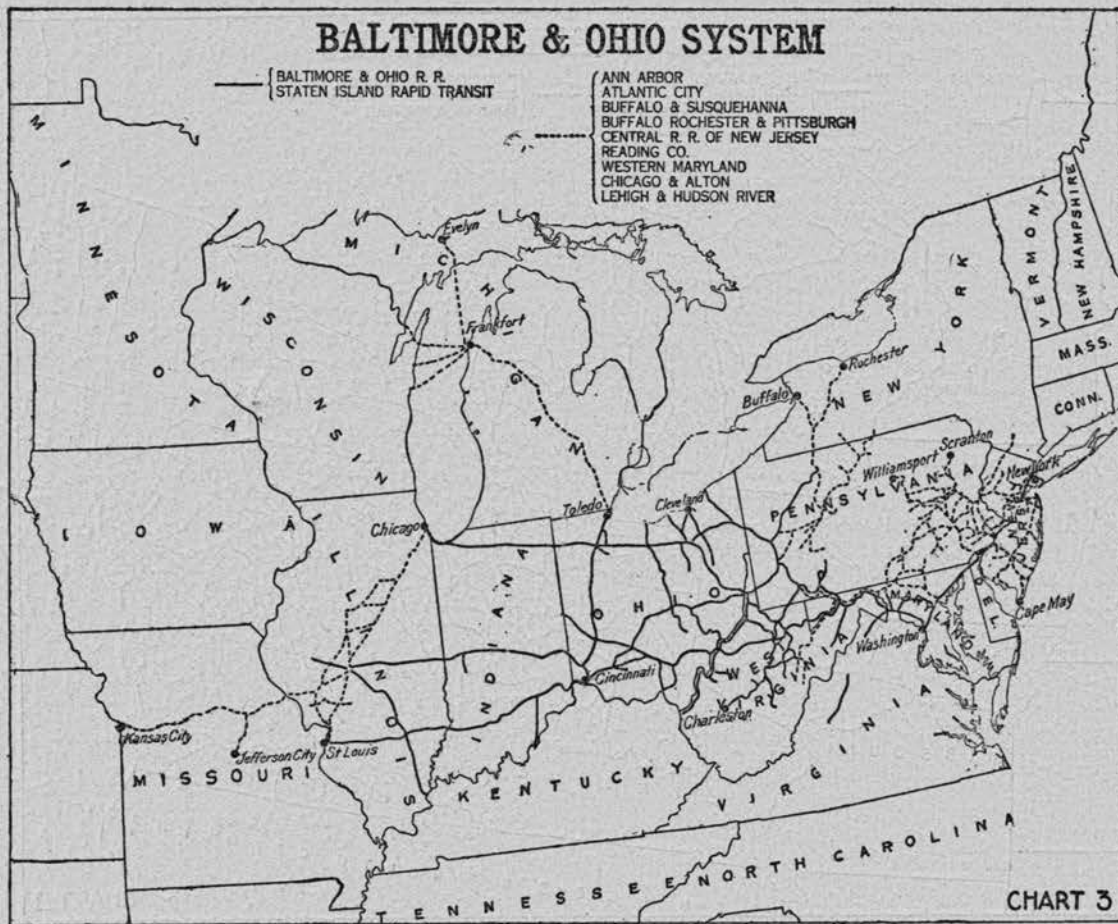 BALTIMORE & OHIO SYSTEM
BALTIMORE & OHIO R. R.
STATEN ISLAND RAPID TRANSIT
ANN ARBOR
ATLANTIC CITY
BUFFALO & SUSQUEHANNA
BUFFALO ROCHESTER & PITTSBURGH
CENTRAL R. R. OF NEW JERSEY
READING CO.
WESTERN MARYLAND
CHICAGO & ALTON
LEHIGH & HUDSON RIVER
MINNESOTA
WISCONSIN
MICHIGAN
Evelyn
Frankfort
VERMONT
NEW HAMPSHIRE
MASS.
CONN.
NEW YORK
Rochester
Buffalo
Scranton
Williamsport
New York
PENNSYLVANIA
Cleveland
Toledo
Chicago
IOWA
ILLINOIS
INDIANA
OHIO
MARYLAND
DEL.
Cape May
Washington
WEST VIRGINIA
Cincinnati
Charleston
Kansas City
Jefferson City
St Louis
MISSOURI
KENTUCKY
VIRGINIA
TENNESSEE
NORTH CAROLINA
CHART 3